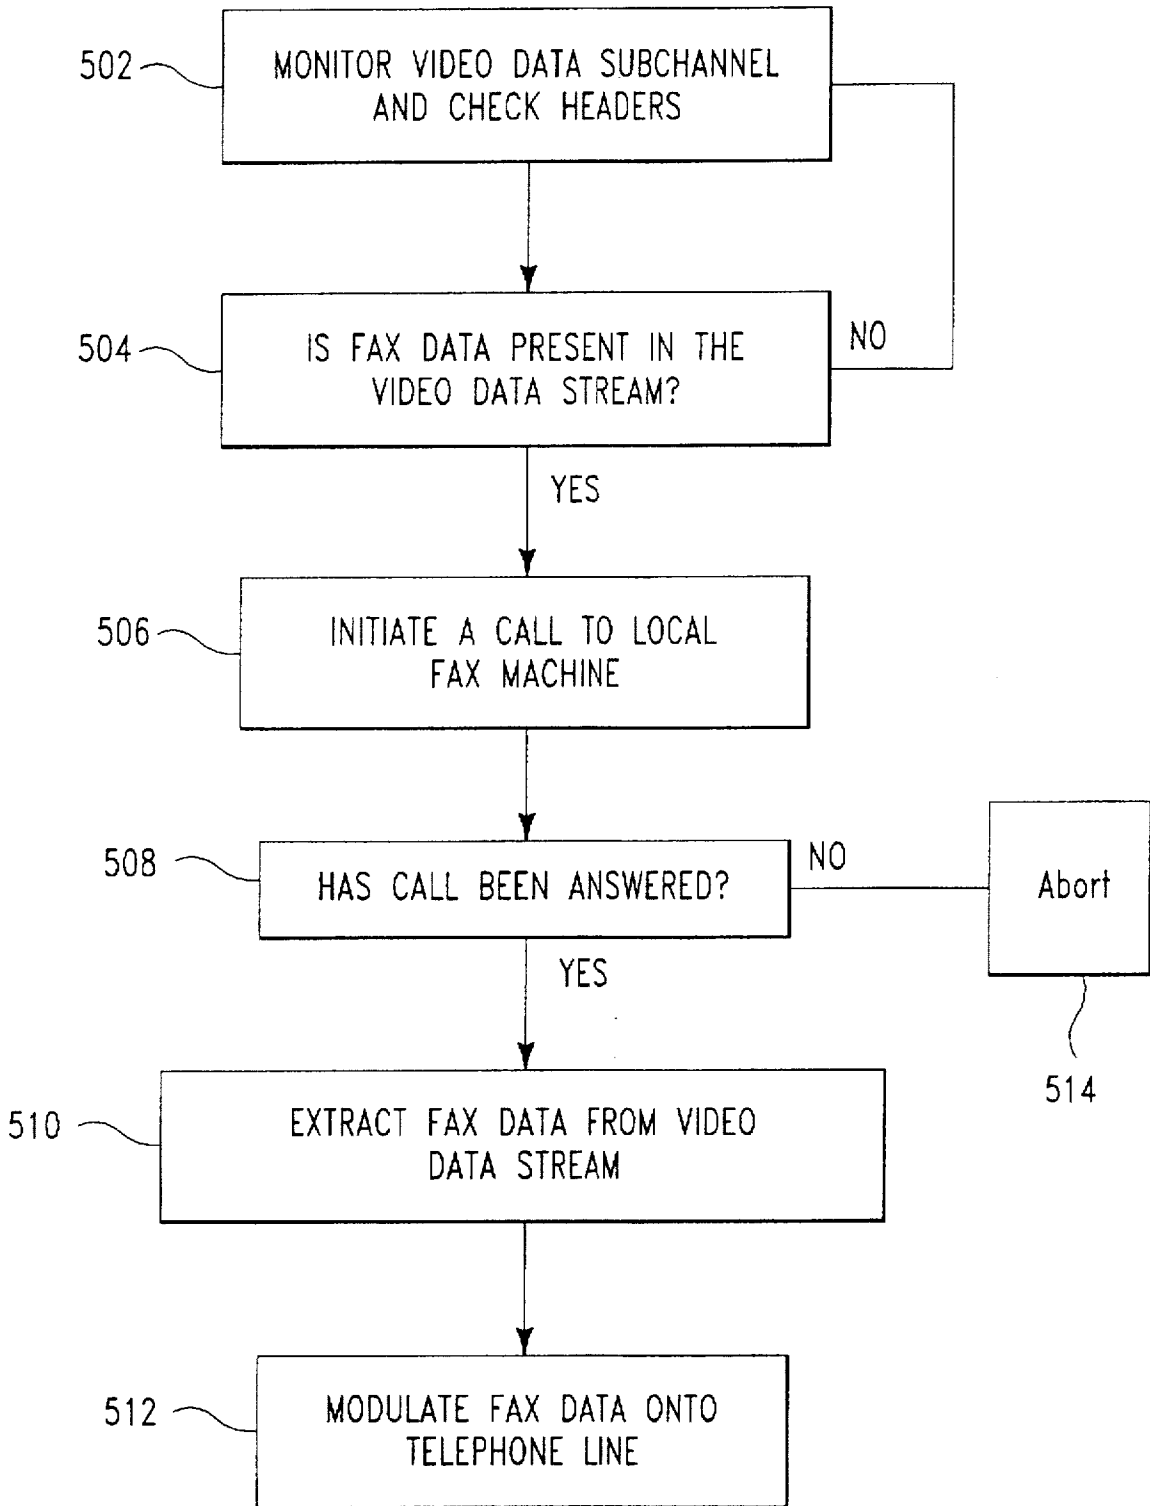 502
MONITOR VIDEO DATA SUBCHANNEL
AND CHECK HEADERS
504
IS FAX DATA PRESENT IN THE
VIDEO DATA STREAM?
NO
YES
506
INITIATE A CALL TO LOCAL
FAX MACHINE
508
HAS CALL BEEN ANSWERED?
NO
Abort
YES
514
510
EXTRACT FAX DATA FROM VIDEO
DATA STREAM
512
MODULATE FAX DATA ONTO
TELEPHONE LINE